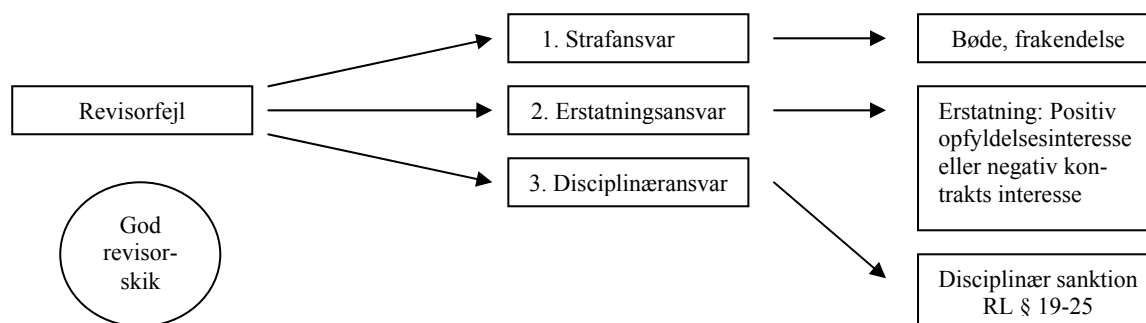 1. Strafansvar
Bøde, frakendelse
Revisorfejl
2. Erstatningsansvar
Erstatning: Positiv
opfyldelsesinteresse
eller negativ kon-
trakts interesse
3. Disciplinæransvar
God
revisor-
skik
Disciplinær sanktion
RL § 19-25